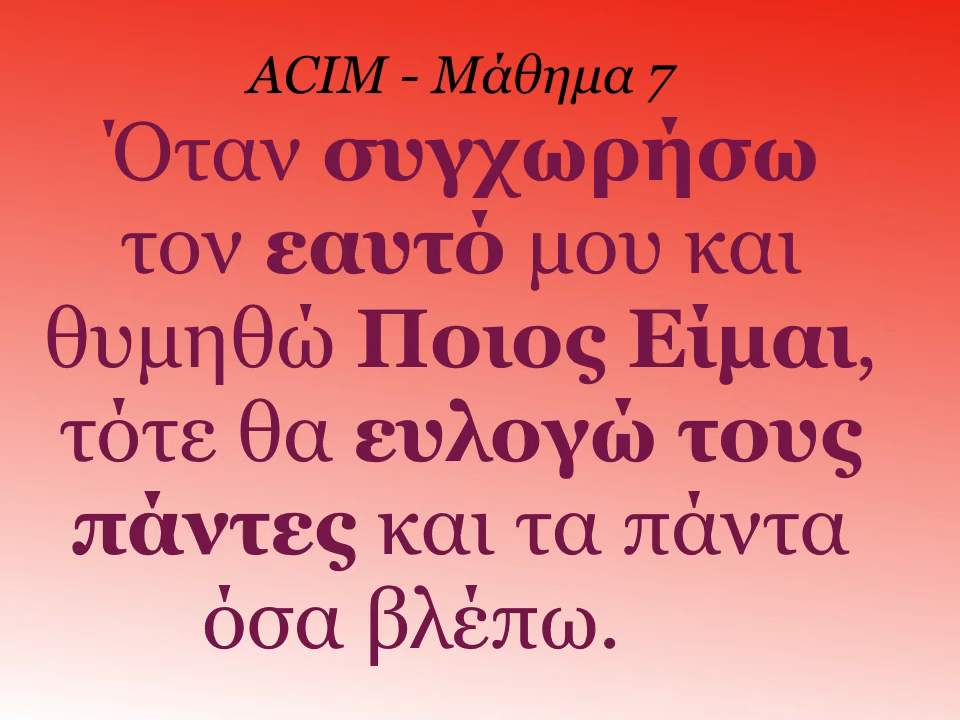 ACIM - Μάθημα 7
Όταν συγχωρήσω
τον εαυτό μου και
θυμηθώ Ποιος Είμαι,
τότε θα ευλογώ τους
πάντες και τα πάντα
όσα βλέπω.